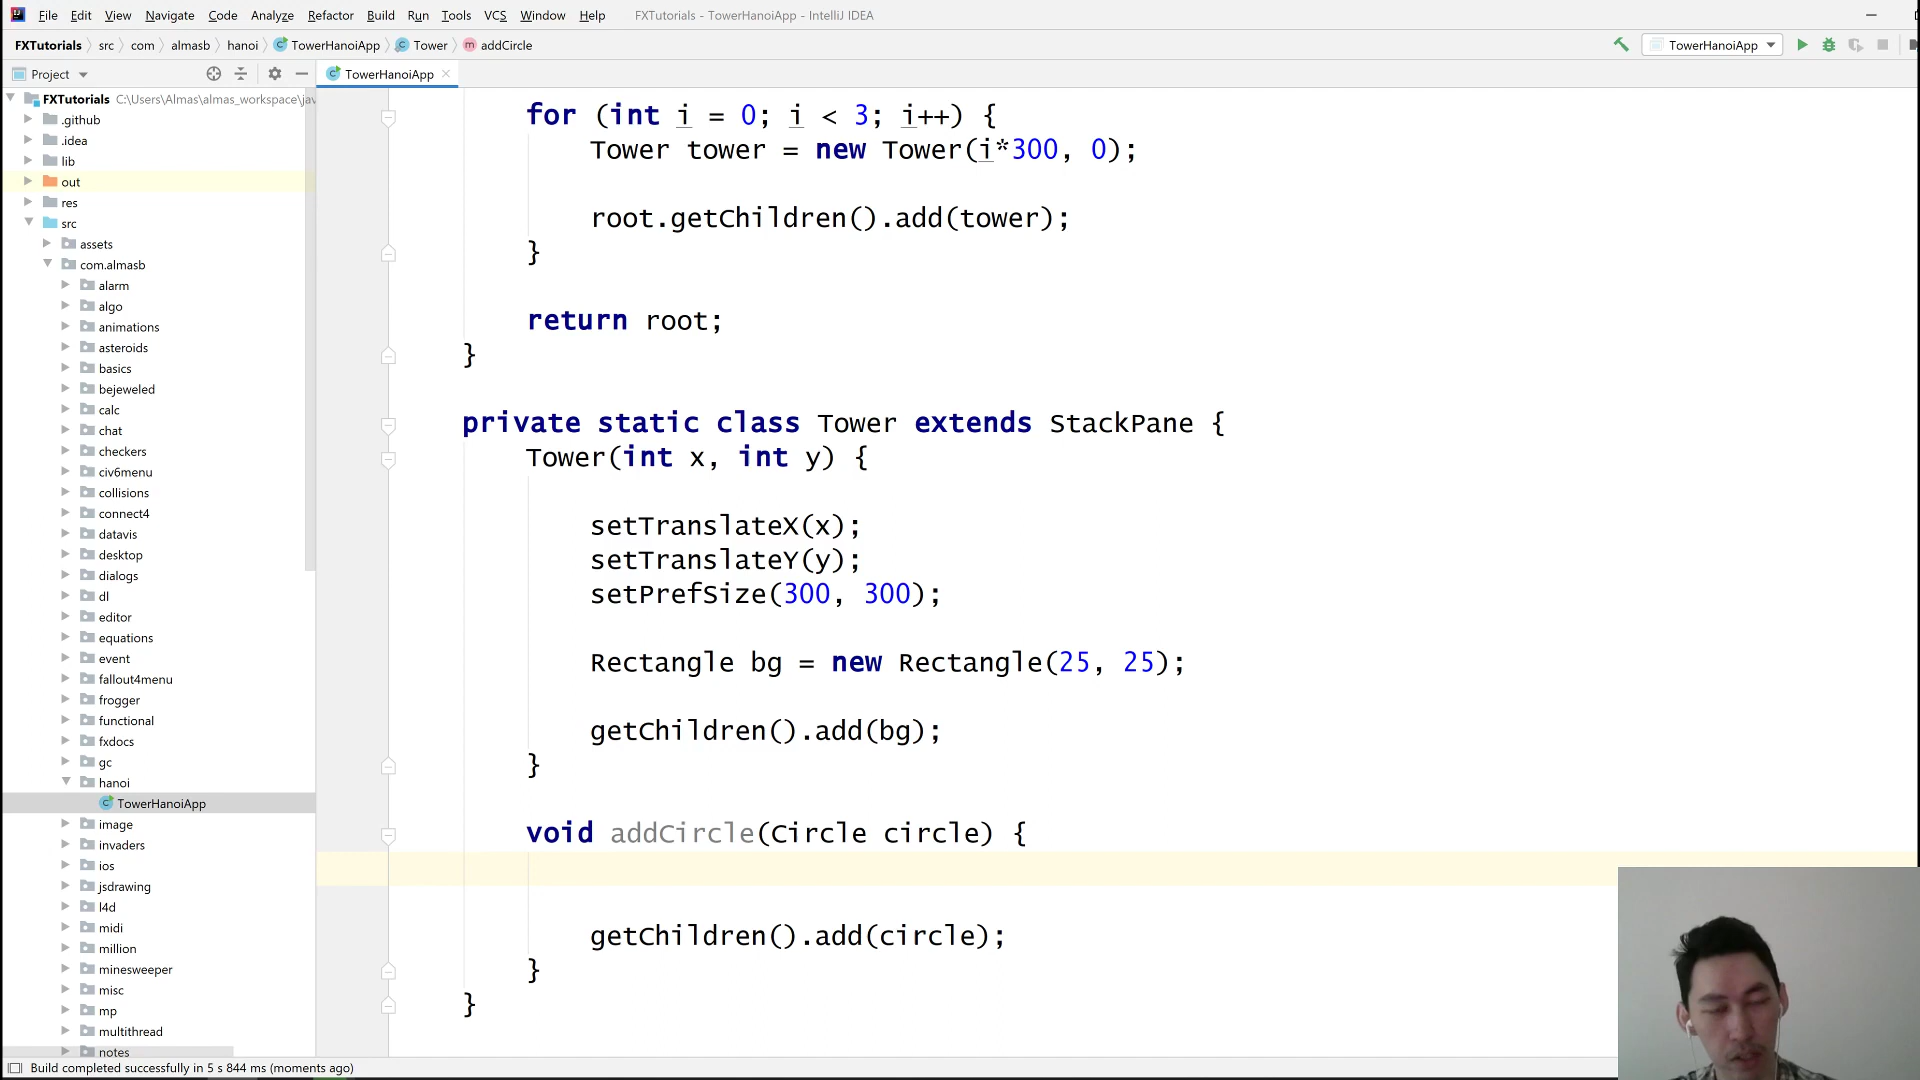 File Edit View Navigate Code Analyze Refactor Build Run Tools VCS Window Help FXTutorials - TowerHanoiApp - IntelliJ IDEA
FXTutorials src com almasb hanoi TowerHanoiApp Tower addCircle TowerHanoiApp
Project TowerHanoiApp
FXTutorials C:\Users\Almas\almas_workspace\jav
.github
.idea
lib
out
res
src
assets
com.almasb
alarm
algo
animations
asteroids
basics
bejeweled
calc
chat
checkers
civ6menu
collisions
connect4
datavis
desktop
dialogs
dl
editor
equations
event
fallout4menu
frogger
functional
fxdocs
gc
hanoi
TowerHanoiApp
image
invaders
ios
jsdrawing
l4d
midi
million
minesweeper
misc
mp
multithread
notes
for (int i = 0; i < 3; i++) {
Tower tower = new Tower(i*300, 0);
root.getChildren().add(tower);
}
return root;
}
private static class Tower extends StackPane {
Tower(int x, int y) {
setTranslateX(x);
setTranslateY(y);
setPrefSize(300, 300);
Rectangle bg = new Rectangle(25, 25);
getChildren().add(bg);
}
void addCircle(Circle circle) {
getChildren().add(circle);
}
}
Build completed successfully in 5 s 844 ms (moments ago)